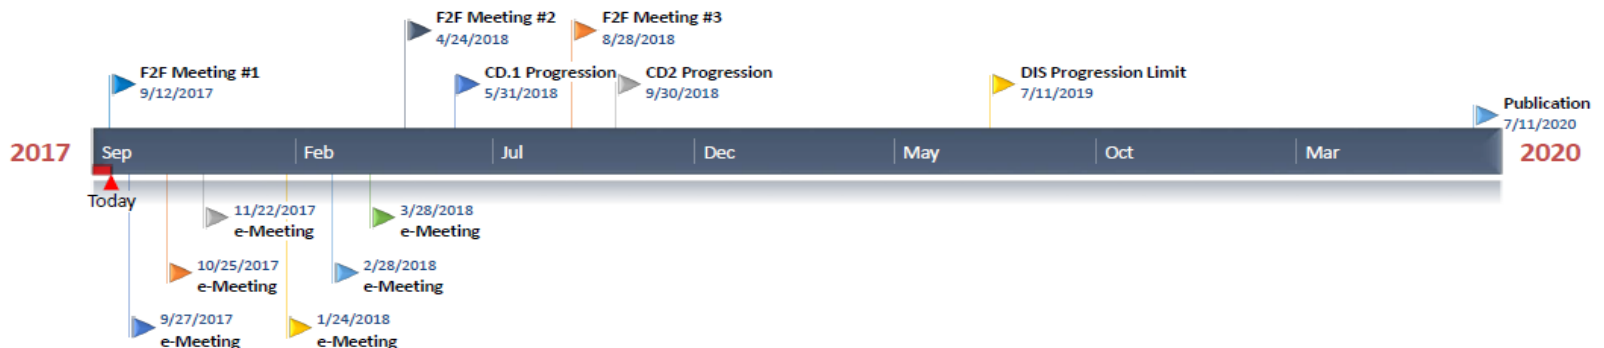 F2F Meeting #2
4/24/2018
F2F Meeting #3
8/28/2018
F2F Meeting #1
9/12/2017
CD.1 Progression
5/31/2018
CD2 Progression
9/30/2018
DIS Progression Limit
7/11/2019
Publication
7/11/2020
2017
Sep
Feb
Jul
Dec
May
Oct
Mar
2020
Today
11/22/2017
e-Meeting
3/28/2018
e-Meeting
10/25/2017
e-Meeting
2/28/2018
e-Meeting
9/27/2017
e-Meeting
1/24/2018
e-Meeting